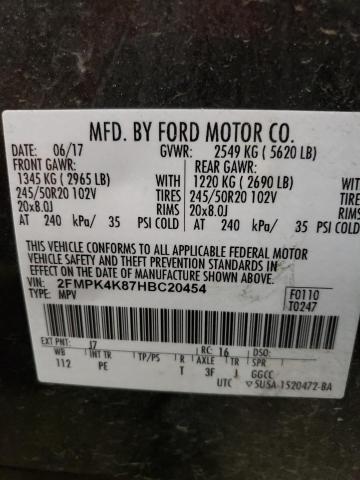 MFD. BY FORD MOTOR CO.
DATE: 06/17 GVWR: 2549 KG ( 5620 LB)
FRONT GAWR: REAR GAWR:
1345 KG ( 2965 LB) WITH 1220 KG ( 2690 LB) WITH
245/50R20 102V TIRES 245/50R20 102V TIRES
20x8.0J RIMS 20x8.0J RIMS
AT 240 kPa/ 35 PSI COLD AT 240 kPa/ 35 PSI COLD
THIS VEHICLE CONFORMS TO ALL APPLICABLE FEDERAL MOTOR
VEHICLE SAFETY AND THEFT PREVENTION STANDARDS IN
EFFECT ON THE DATE OF MANUFACTURE SHOWN ABOVE.
VIN: 2FMPK4K87HBC20454
TYPE: MPV
F0110
T0247
EXT PNT: J7 RC: 16 DSO:
WB INT TR TP/PS R AXLE TR SPR
112 PE T 3F J GGCC
UTC 5USA-1520472-BA